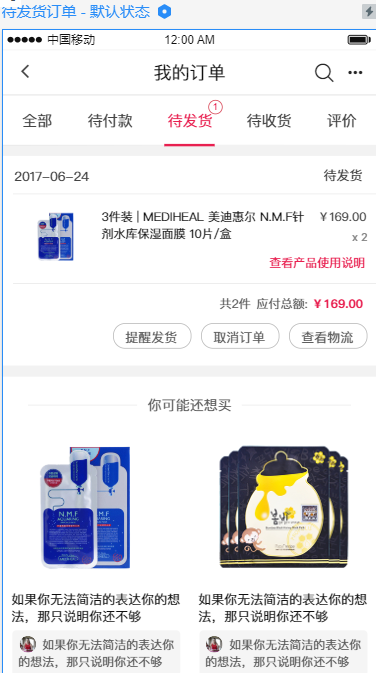 待发货订单 - 默认状态
中国移动 12:00 AM
我的订单
全部 待付款 待发货 1 待收货 评价
2017-06-24 待发货
3件装 | MEDIHEAL 美迪惠尔 N.M.F针 ￥169.00
剂水库保湿面膜 10片/盒 x 2
查看产品使用说明
共2件 应付总额: ￥169.00
提醒发货 取消订单 查看物流
你可能还想买
N.M.F
AQUARING
N.M.F
봄비
如果你无法简洁的表达你的想
法，那只说明你还不够
如果你无法简洁的表达你的想
法，那只说明你还不够
如果你无法简洁的表达你
的想法，那只说明你还不够
如果你无法简洁的表达你
的想法，那只说明你还不够